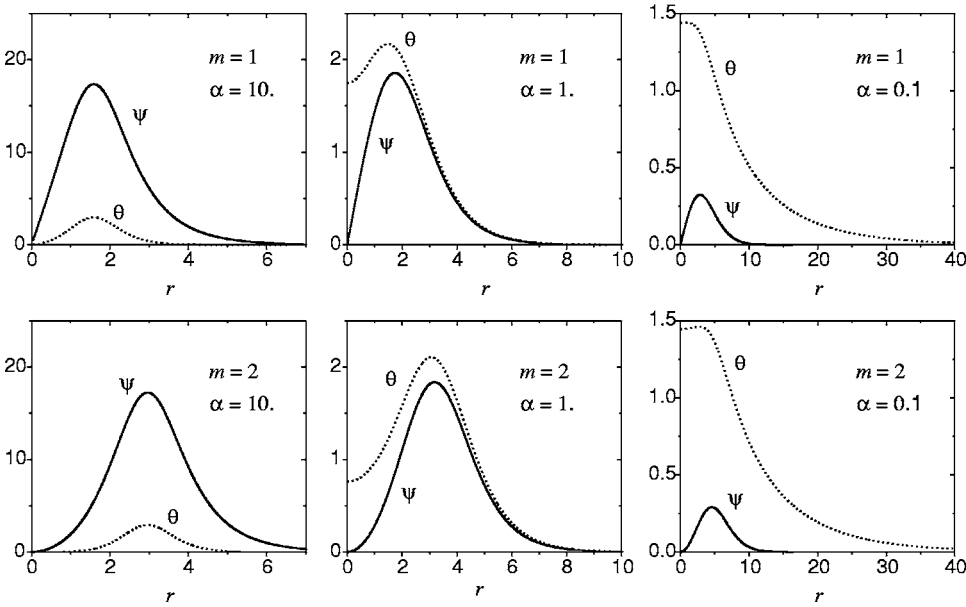 20
10
0
m = 1
α = 10.
ψ
θ
0 2 4 6
r
2
1
0
θ
m = 1
α = 1.
ψ
0 2 4 6 8 10
r
1.5
1.0
0.5
0.0
m = 1
α = 0.1
θ
ψ
0 10 20 30 40
r
20
10
0
m = 2
α = 10.
ψ
θ
0 2 4 6
r
2
1
0
θ
m = 2
α = 1.
ψ
0 2 4 6 8 10
r
1.5
1.0
0.5
0.0
θ
m = 2
α = 0.1
ψ
0 10 20 30 40
r